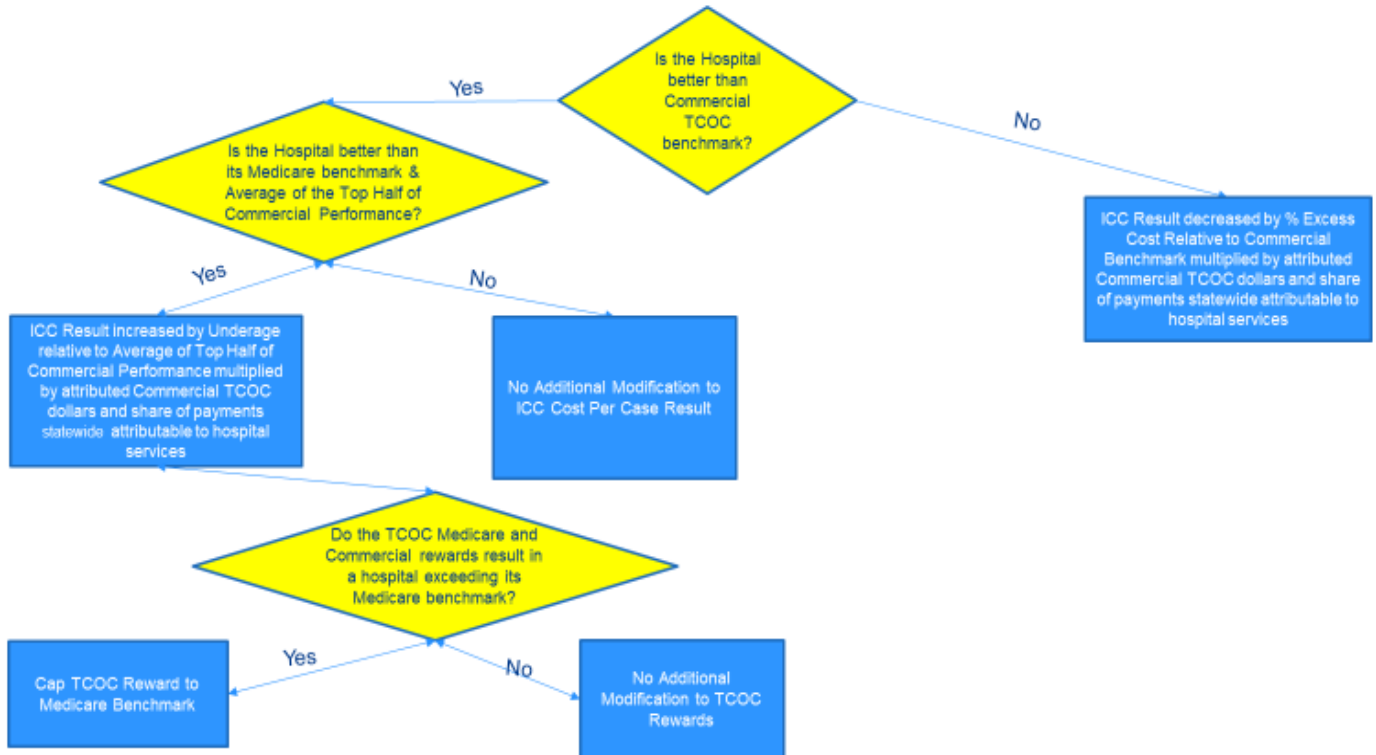 Is the Hospital
better than
Commercial
TCOC
benchmark?
Yes
No
Is the Hospital better than
its Medicare benchmark &
Average of the Top Half of
Commercial Performance?
ICC Result decreased by % Excess
Cost Relative to Commercial
Benchmark multiplied by attributed
Commercial TCOC dollars and share
of payments statewide attributable to
hospital services
Yes
No
ICC Result increased by Underage
relative to Average of Top Half of
Commercial Performance multiplied
by attributed Commercial TCOC
dollars and share of payments
statewide attributable to hospital
services
No Additional Modification to
ICC Cost Per Case Result
Do the TCOC Medicare and
Commercial rewards result in
a hospital exceeding its
Medicare benchmark?
Yes
No
Cap TCOC Reward to
Medicare Benchmark
No Additional
Modification to TCOC
Rewards